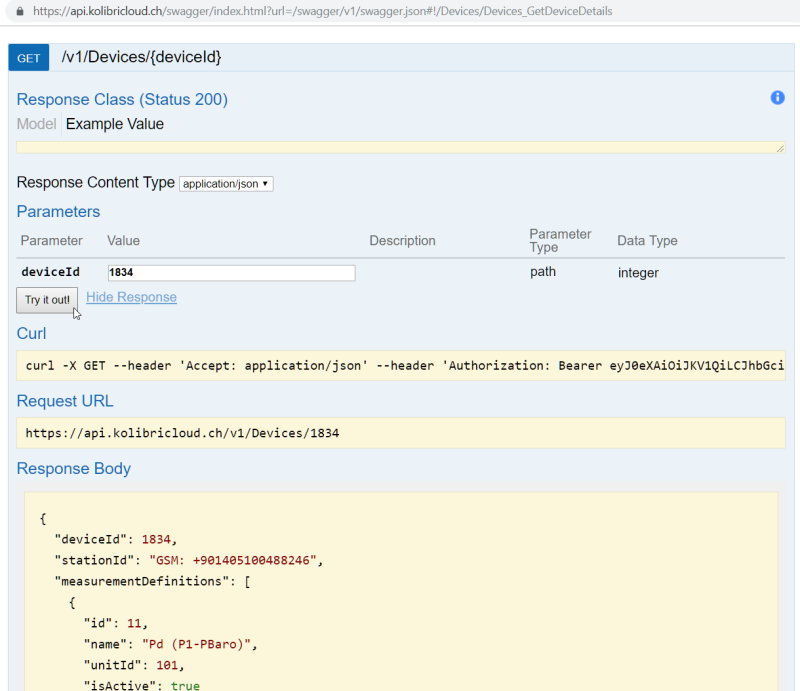 https://api.kolibricloud.ch/swagger/index.html?url=/swagger/v1/swagger.json#!/Devices/Devices_GetDeviceDetails
GET /v1/Devices/{deviceId}
Response Class (Status 200)
Model Example Value
Response Content Type application/json
Parameters
Parameter Value Description Parameter Type Data Type
deviceId 1834 path integer
Try it out! Hide Response
Curl
curl -X GET --header 'Accept: application/json' --header 'Authorization: Bearer eyJ0eXAiOiJKV1QiLCJhbGci
Request URL
https://api.kolibricloud.ch/v1/Devices/1834
Response Body
{
"deviceId": 1834,
"stationId": "GSM: +901405100488246",
"measurementDefinitions": [
{
"id": 11,
"name": "Pd (P1-PBaro)",
"unitId": 101,
"isActive": true